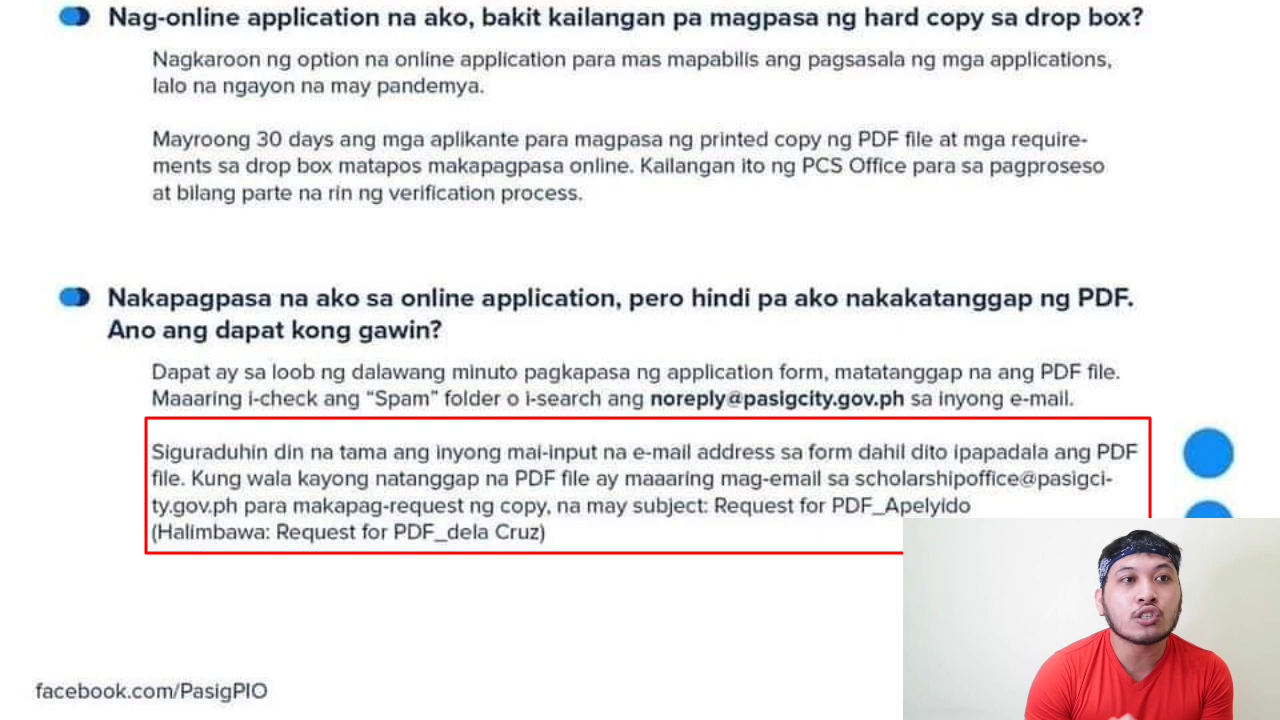 Nag-online application na ako, bakit kailangan pa magpasa ng hard copy sa drop box?
Nagkaroon ng option na online application para mas mapabilis ang pagsasala ng mga applications,
lalo na ngayon na may pandemya.
Mayroong 30 days ang mga aplikante para magpasa ng printed copy ng PDF file at mga require-
ments sa drop box matapos makapagpasa online. Kailangan ito ng PCS Office para sa pagproseso
at bilang parte na rin ng verification process.
Nakapagpasa na ako sa online application, pero hindi pa ako nakakatanggap ng PDF.
Ano ang dapat kong gawin?
Dapat ay sa loob ng dalawang minuto pagkapasa ng application form, matatanggap na ang PDF file.
Maaaring i-check ang “Spam” folder o i-search ang noreply@pasigcity.gov.ph sa inyong e-mail.
Siguraduhin din na tama ang inyong mai-input na e-mail address sa form dahil dito ipapadala ang PDF
file. Kung wala kayong natanggap na PDF file ay maaaring mag-email sa scholarshipoffice@pasigci-
ty.gov.ph para makapag-request ng copy, na may subject: Request for PDF_Apelyido
(Halimbawa: Request for PDF_dela Cruz)
facebook.com/PasigPIO